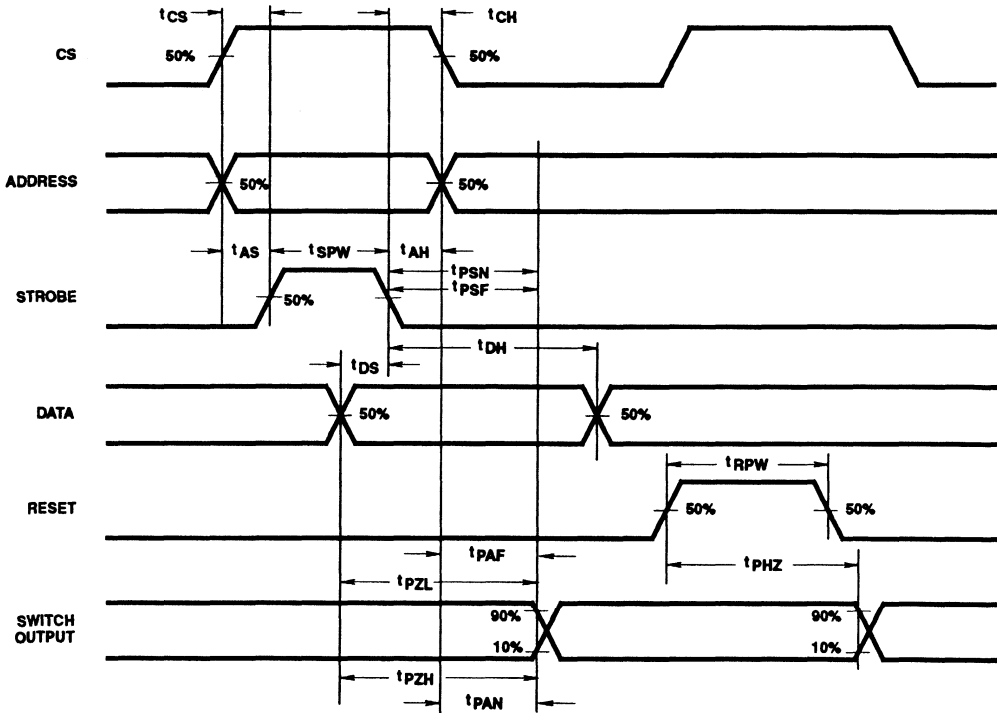 tCS
tCH
CS
50%
50%
ADDRESS
50%
50%
tAS
tSPW
tAH
tPSN
tPSF
STROBE
50%
tDH
tDS
DATA
50%
50%
tRPW
RESET
50%
50%
tPAF
tPHZ
tPZL
SWITCH
OUTPUT
90%
90%
10%
10%
tPZH
tPAN